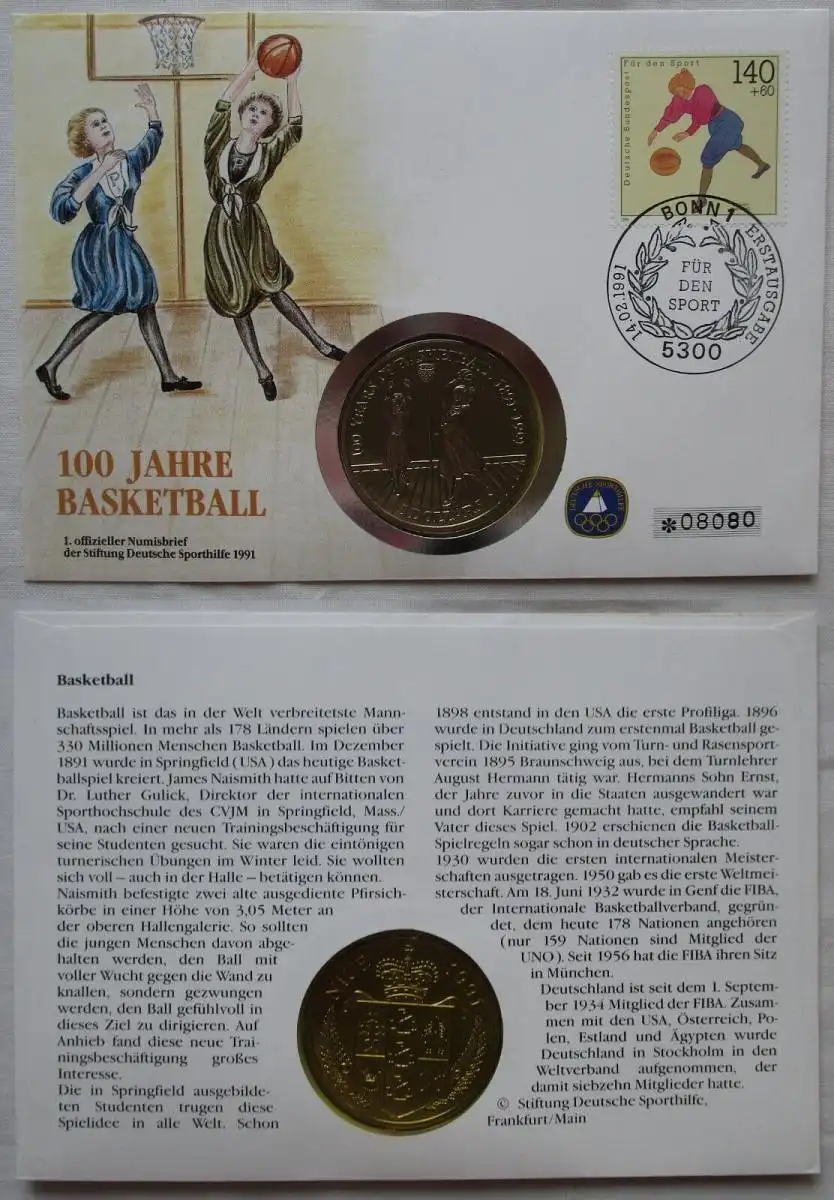 140
Für den Sport
+60
Deutsche Bundespost
BONN 1
ERSTAUSGABE
14.02.1991
FÜR
DEN
SPORT
5300
P
P
100 YEARS OF BASKETBALL 1891-1991
100 JAHRE
BASKETBALL
DEUTSCHE SPORTHILFE
*08080
1. offizieller Numisbrief
der Stiftung Deutsche Sporthilfe 1991
Basketball
Basketball ist das in der Welt verbreitetste Mann-
schaftsspiel. In mehr als 178 Ländern spielen über
330 Millionen Menschen Basketball. Im Dezember
1891 wurde in Springfield (USA) das heutige Basket-
ballspiel kreiert. James Naismith hatte auf Bitten von
Dr. Luther Gulick, Direktor der internationalen
Sporthochschule des CVJM in Springfield, Mass./
USA, nach einer neuen Trainingsbeschäftigung für
seine Studenten gesucht. Sie waren die eintönigen
turnerischen Übungen im Winter leid. Sie wollten
sich voll – auch in der Halle – betätigen können.
Naismith befestigte zwei alte ausgediente Pfirsich-
körbe in einer Höhe von 3,05 Meter an
der oberen Hallengalerie. So sollten
die jungen Menschen davon abge-
halten werden, den Ball mit
voller Wucht gegen die Wand zu
knallen, sondern gezwungen
werden, den Ball gefühlvoll in
dieses Ziel zu dirigieren. Auf
Anhieb fand diese neue Trai-
ningsbeschäftigung großes
Interesse.
Die in Springfield ausgebilde-
ten Studenten trugen diese
Spielidee in alle Welt. Schon
1898 entstand in den USA die erste Profiliga. 1896
wurde in Deutschland zum erstenmal Basketball ge-
spielt. Die Initiative ging vom Turn- und Rasensport-
verein 1895 Braunschweig aus, bei dem Turnlehrer
August Hermann tätig war. Hermanns Sohn Ernst,
der Jahre zuvor in die Staaten ausgewandert war
und dort Karriere gemacht hatte, empfahl seinem
Vater dieses Spiel. 1902 erschienen die Basketball-
Spielregeln sogar schon in deutscher Sprache.
1930 wurden die ersten internationalen Meister-
schaften ausgetragen. 1950 gab es die erste Weltmei-
sterschaft. Am 18. Juni 1932 wurde in Genf die FIBA,
der Internationale Basketballverband, gegrün-
det, dem heute 178 Nationen angehören
(nur 159 Nationen sind Mitglied der
UNO). Seit 1956 hat die FIBA ihren Sitz
in München.
Deutschland ist seit dem 1. Septem-
ber 1934 Mitglied der FIBA. Zusam-
men mit den USA, Österreich, Po-
len, Estland und Ägypten wurde
Deutschland in Stockholm in den
Weltverband aufgenommen, der
damit siebzehn Mitglieder hatte.
© Stiftung Deutsche Sporthilfe,
Frankfurt/Main
NIUE 1991